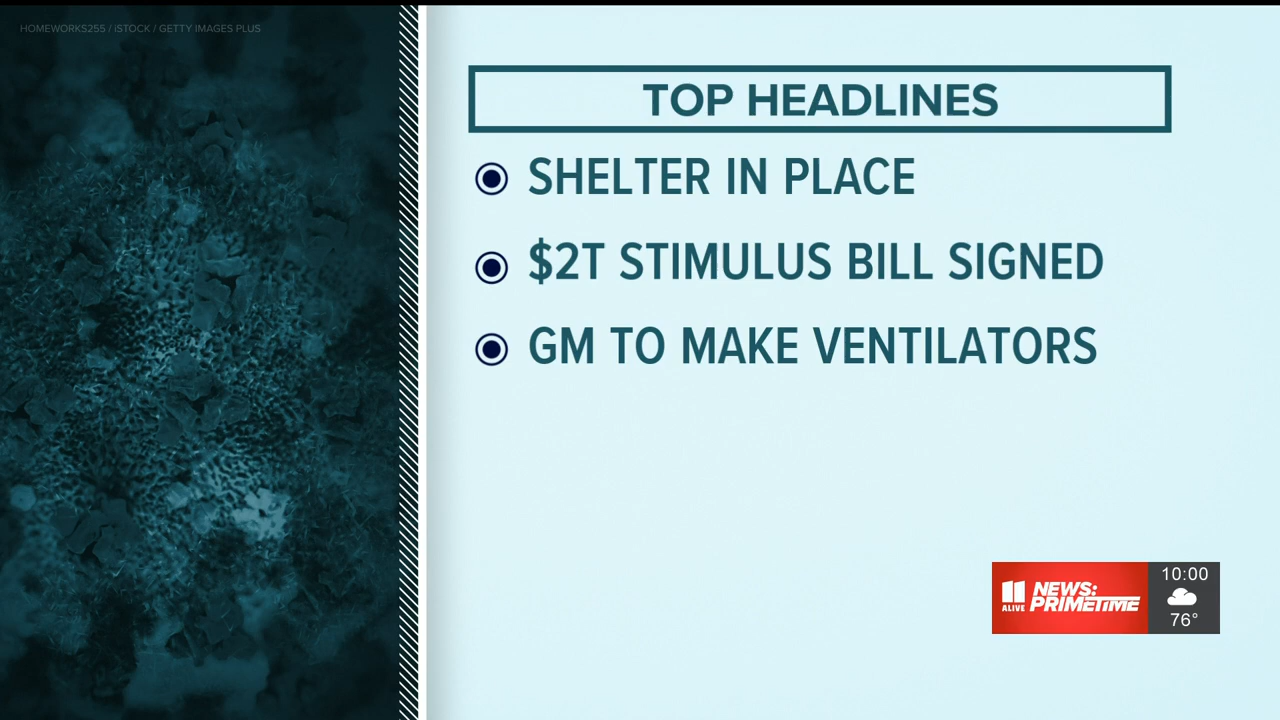 HOMEWORKS255 / iSTOCK / GETTY IMAGES PLUS
TOP HEADLINES
SHELTER IN PLACE
$2T STIMULUS BILL SIGNED
GM TO MAKE VENTILATORS
11 ALIVE NEWS: PRIMETIME
10:00
76°